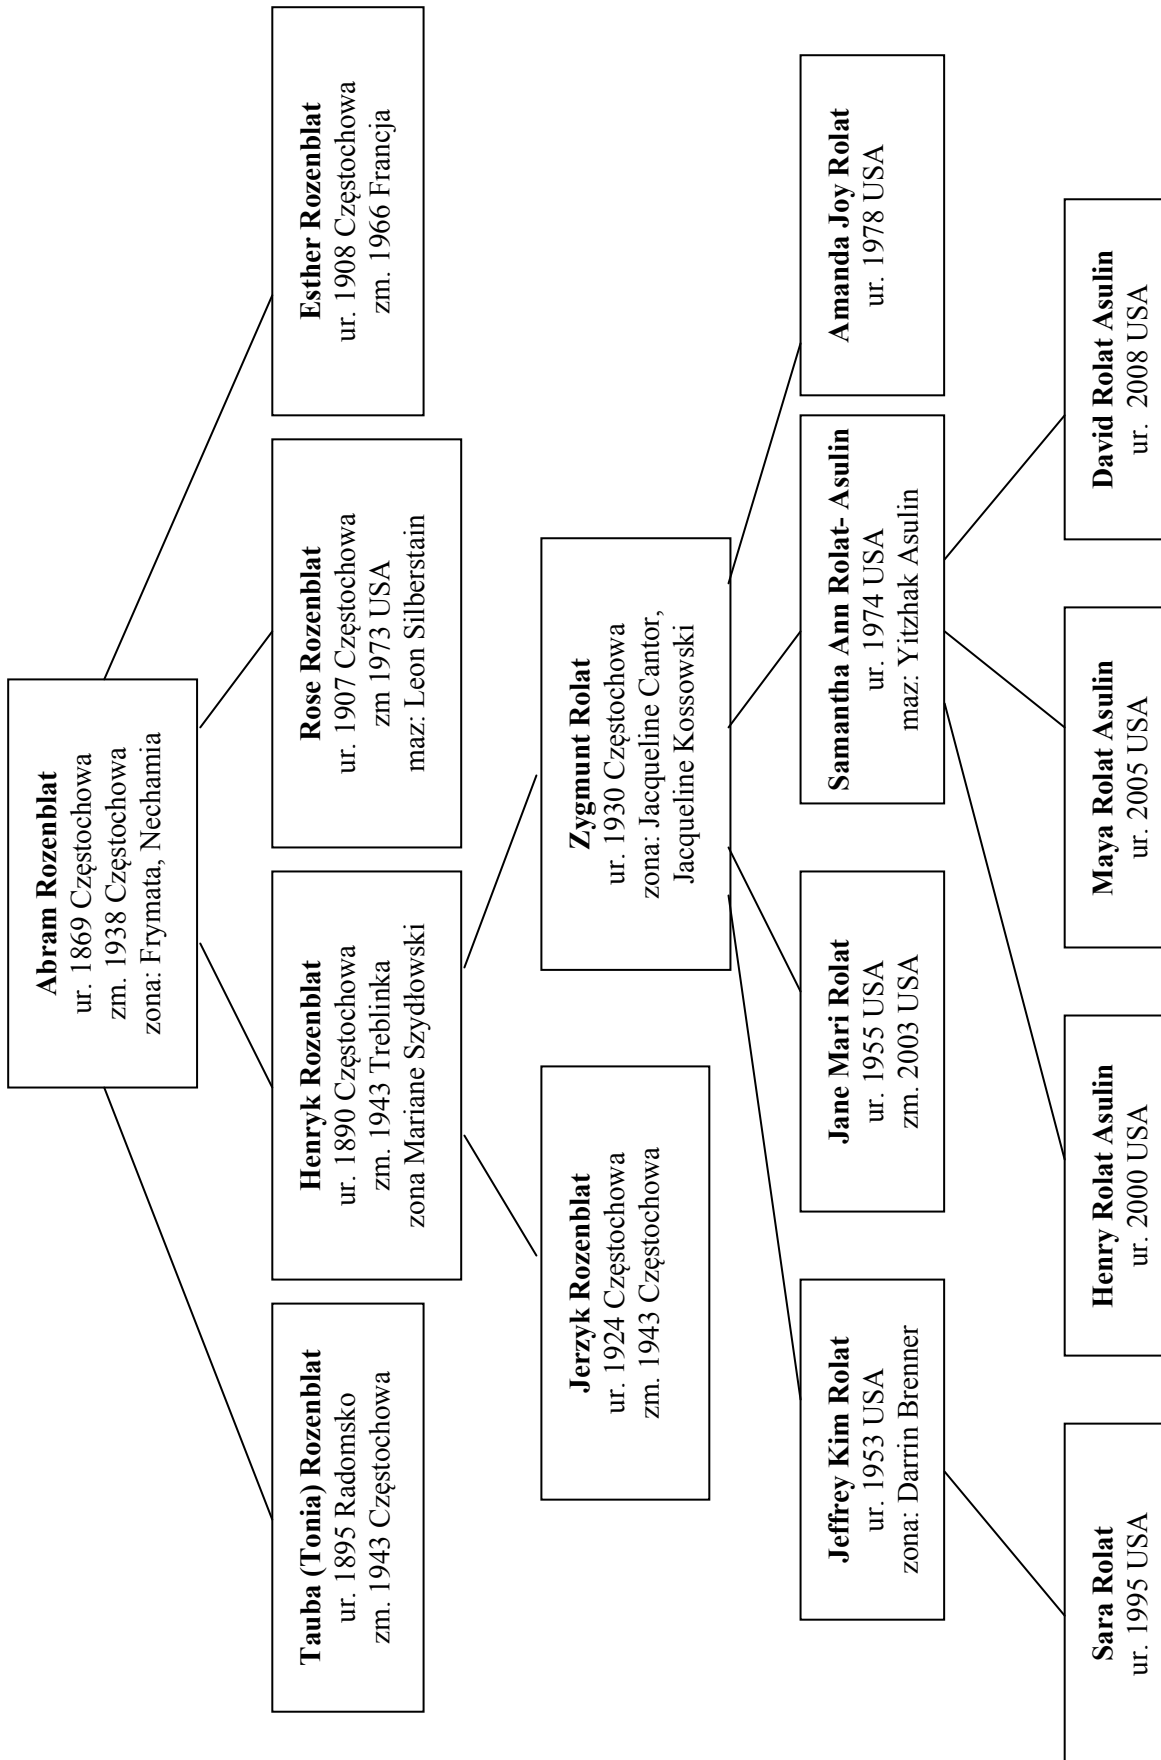 Abram Rozenblat
ur. 1869 Częstochowa
zm. 1938 Częstochowa
zona: Frymata, Nechamia
Tauba (Tonia) Rozenblat
ur. 1895 Radomsko
zm. 1943 Częstochowa
Henryk Rozenblat
ur. 1890 Częstochowa
zm. 1943 Treblinka
zona Mariane Szydłowski
Rose Rozenblat
ur. 1907 Częstochowa
zm 1973 USA
maz: Leon Silberstain
Esther Rozenblat
ur. 1908 Częstochowa
zm. 1966 Francja
Jerzyk Rozenblat
ur. 1924 Częstochowa
zm. 1943 Częstochowa
Zygmunt Rolat
ur. 1930 Częstochowa
zona: Jacqueline Cantor,
Jacqueline Kossowski
Jeffrey Kim Rolat
ur. 1953 USA
zona: Darrin Brenner
Jane Mari Rolat
ur. 1955 USA
zm. 2003 USA
Samantha Ann Rolat- Asulin
ur. 1974 USA
maz: Yitzhak Asulin
Amanda Joy Rolat
ur. 1978 USA
Sara Rolat
ur. 1995 USA
Henry Rolat Asulin
ur. 2000 USA
Maya Rolat Asulin
ur. 2005 USA
David Rolat Asulin
ur. 2008 USA